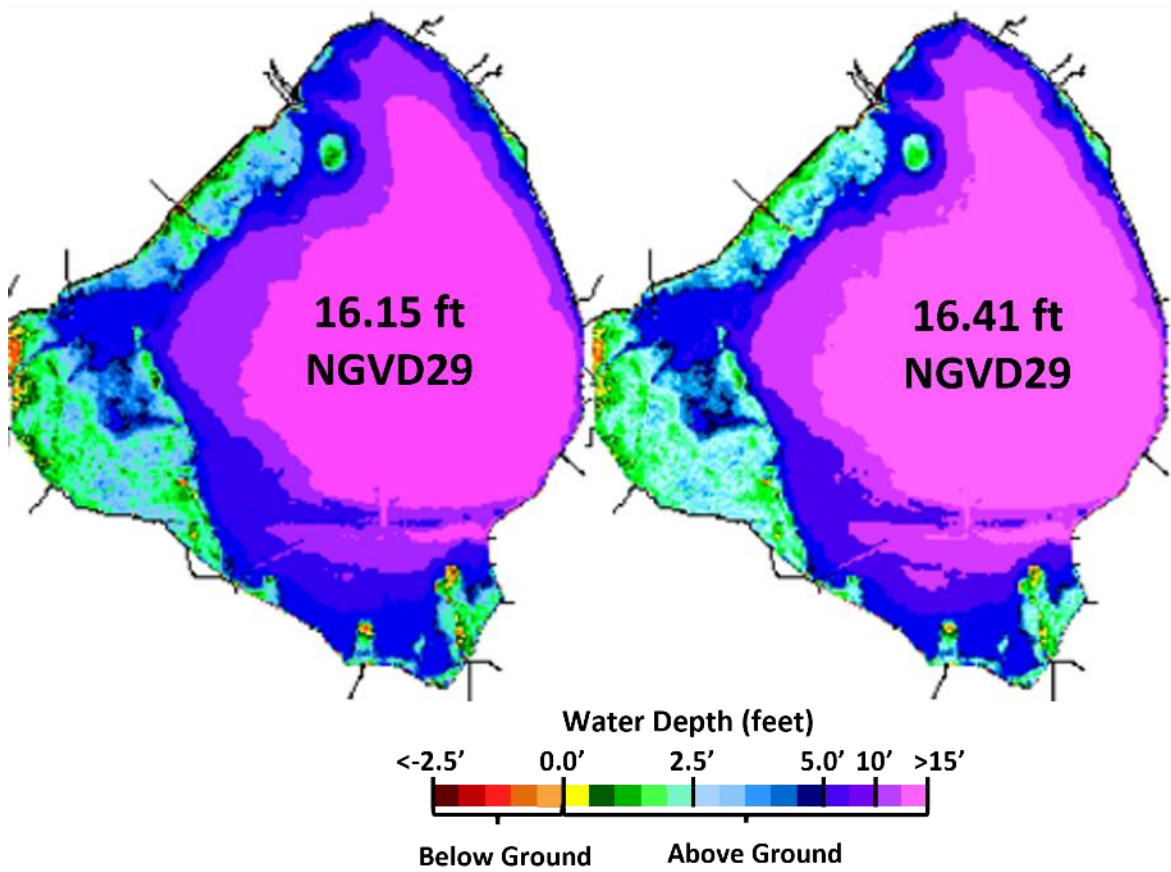 16.15 ft
NGVD29
16.41 ft
NGVD29
Water Depth (feet)
<-2.5’ 0.0’ 2.5’ 5.0’ 10’ >15’
Below Ground Above Ground